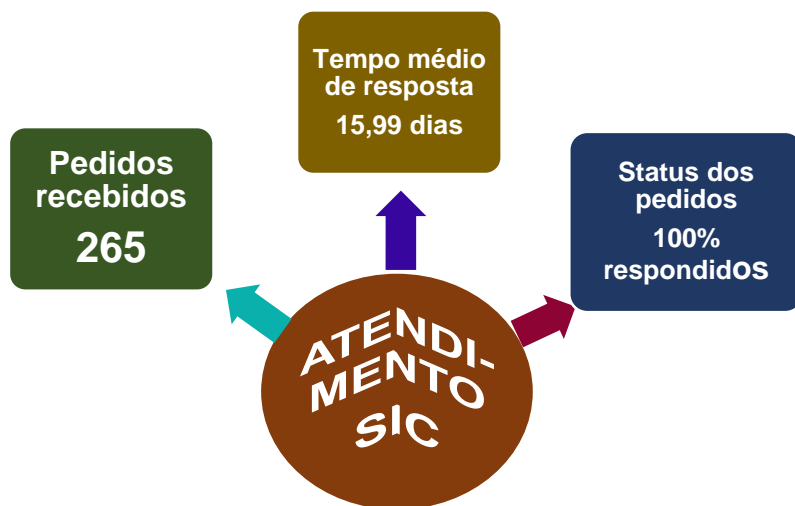 Tempo médio
de resposta
15,99 dias
Pedidos
recebidos
265
Status dos
pedidos
100%
respondidos
ATENDI-
MENTO
SIC